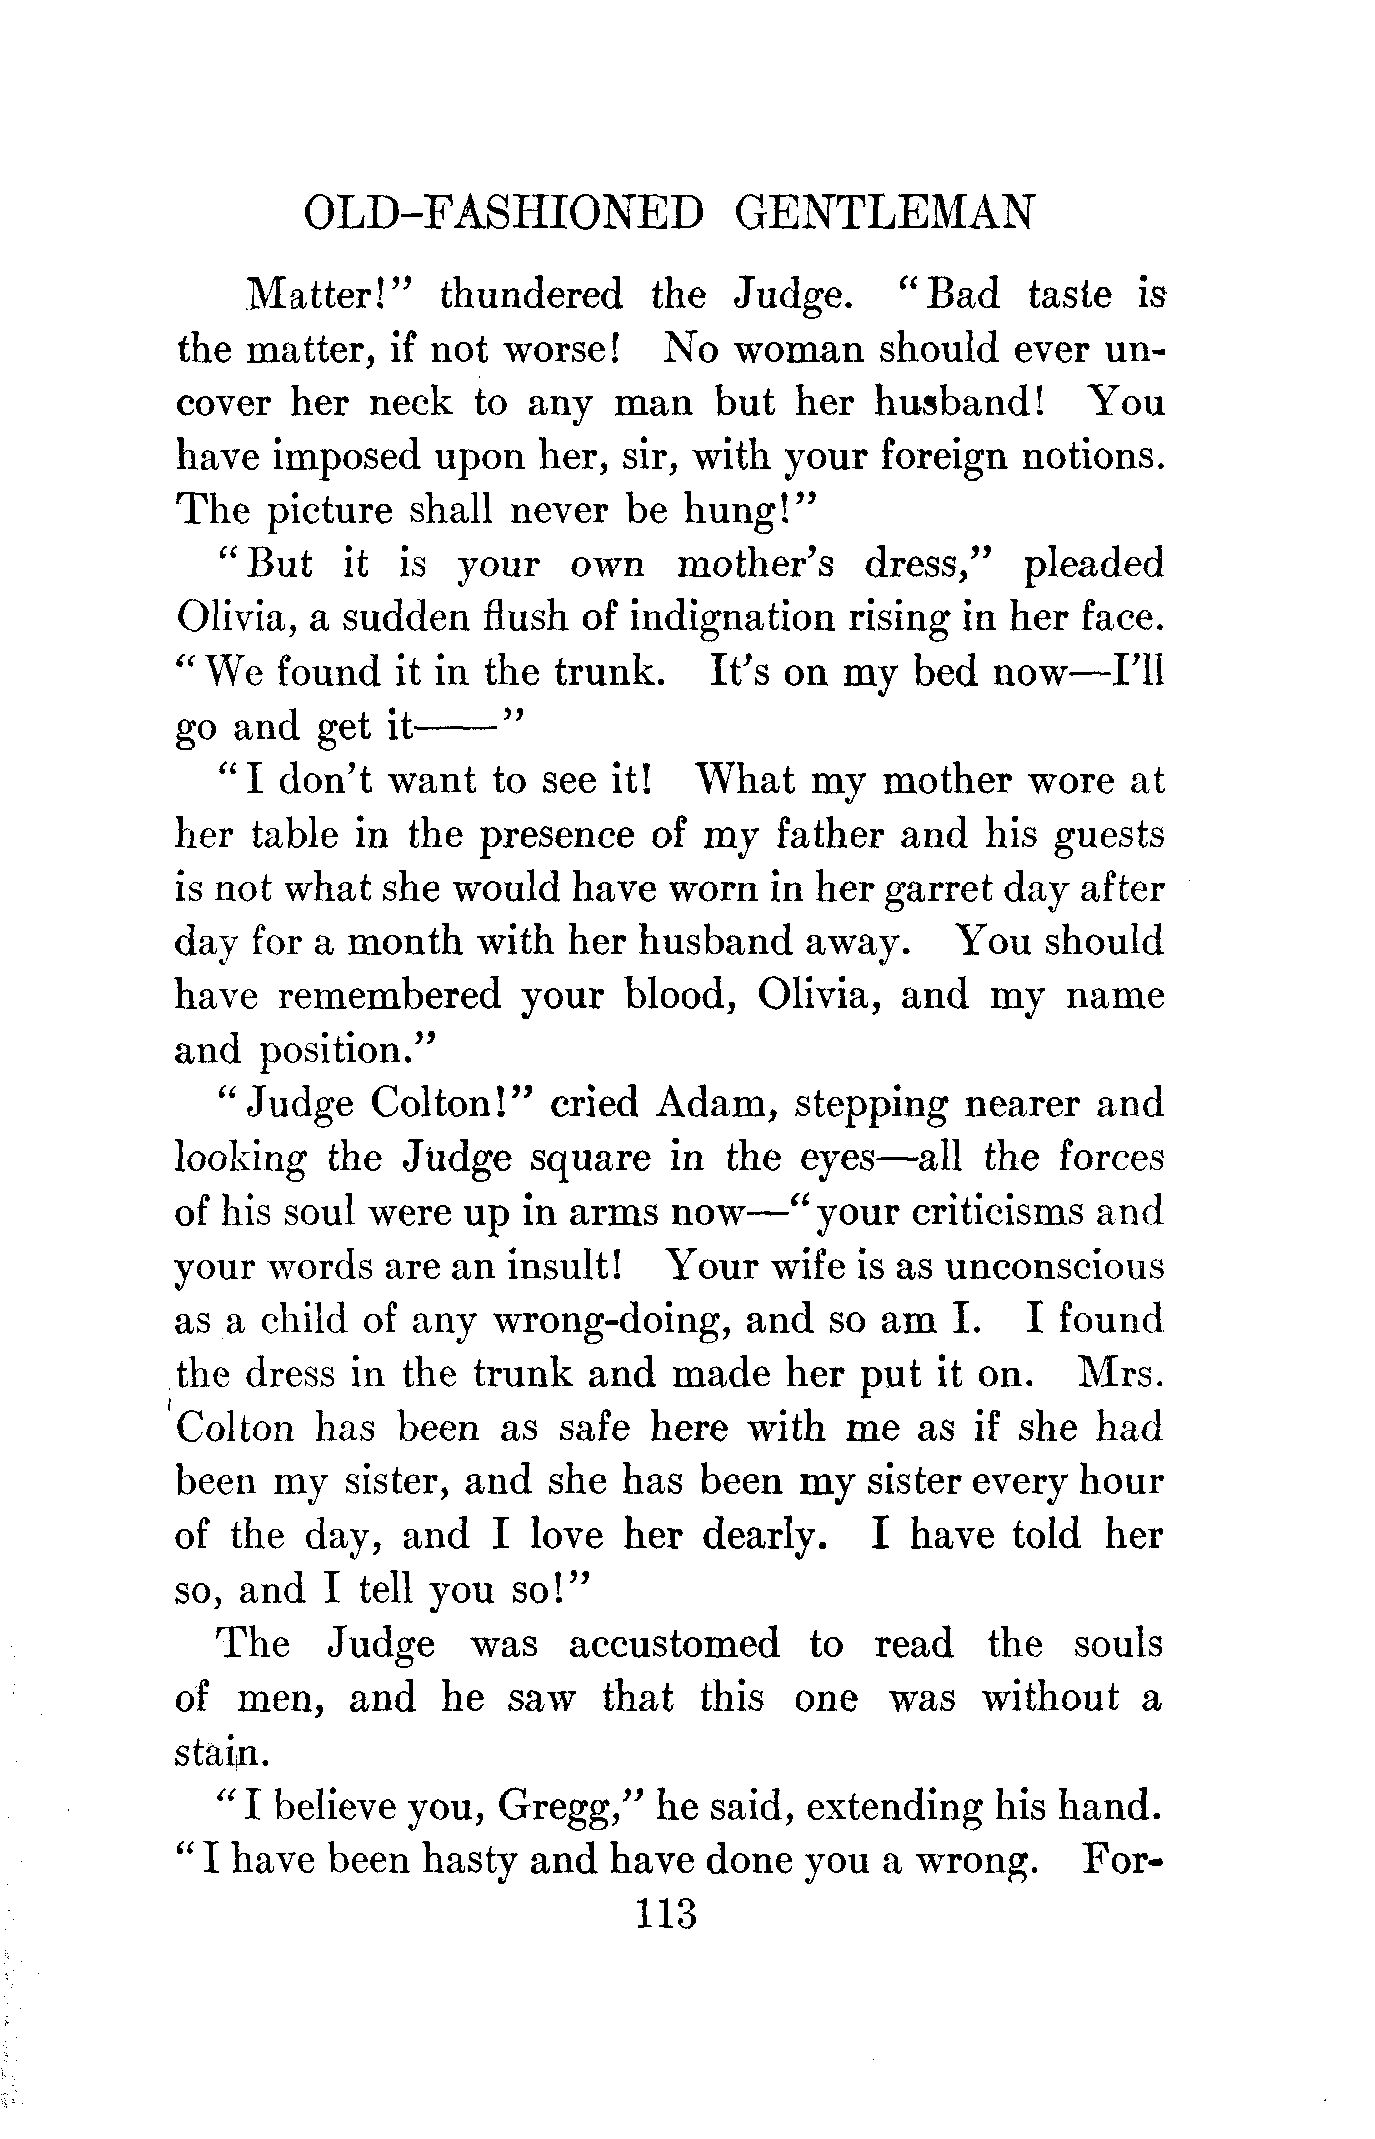 OLD-FASHIONED GENTLEMAN
Matter!" thundered the Judge. "Bad taste is
the matter, if not worse! No woman should ever un-
cover her neck to any man but her husband! You
have imposed upon her, sir, with your foreign notions.
The picture shall never be hung!"
"But it is your own mother's dress," pleaded
Olivia, a sudden flush of indignation rising in her face.
"We found it in the trunk. It's on my bed now—I'll
go and get it——"
"I don't want to see it! What my mother wore at
her table in the presence of my father and his guests
is not what she would have worn in her garret day after
day for a month with her husband away. You should
have remembered your blood, Olivia, and my name
and position."
"Judge Colton!" cried Adam, stepping nearer and
looking the Judge square in the eyes—all the forces
of his soul were up in arms now—"your criticisms and
your words are an insult! Your wife is as unconscious
as a child of any wrong-doing, and so am I. I found
the dress in the trunk and made her put it on. Mrs.
Colton has been as safe here with me as if she had
been my sister, and she has been my sister every hour
of the day, and I love her dearly. I have told her
so, and I tell you so!"
The Judge was accustomed to read the souls
of men, and he saw that this one was without a
stain.
"I believe you, Gregg," he said, extending his hand.
"I have been hasty and have done you a wrong. For-
113